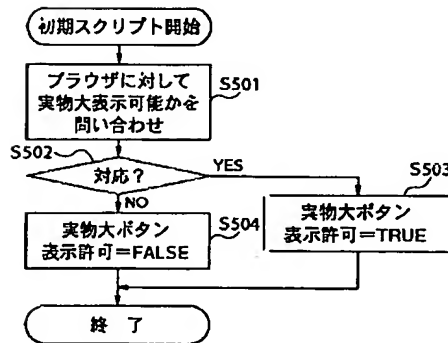 初期スクリプト開始
ブラウザに対して
実物大表示可能かを
問い合わせ
S501
S502
対応？
YES
NO
S503
実物大ボタン
表示許可=TRUE
S504
実物大ボタン
表示許可=FALSE
終 了